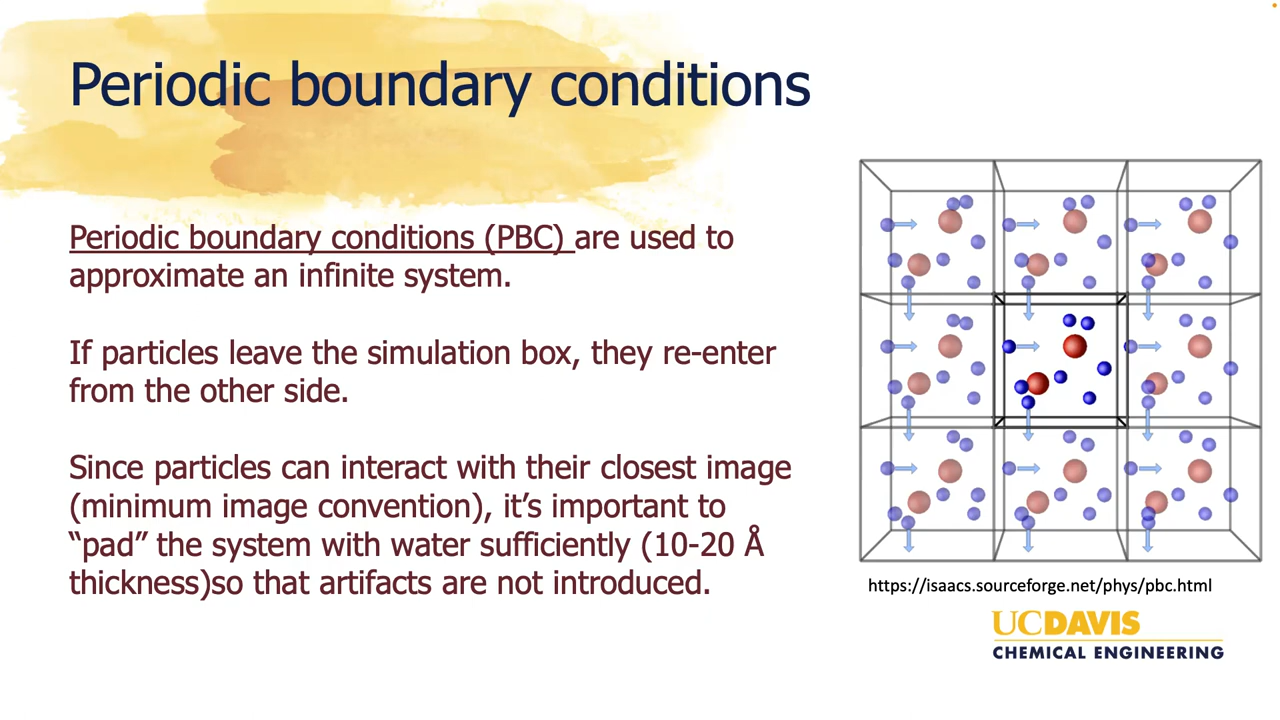 Periodic boundary conditions
Periodic boundary conditions (PBC) are used to
approximate an infinite system.
If particles leave the simulation box, they re-enter
from the other side.
Since particles can interact with their closest image
(minimum image convention), it’s important to
“pad” the system with water sufficiently (10-20 Å
thickness)so that artifacts are not introduced.
https://isaacs.sourceforge.net/phys/pbc.html
UCDAVIS
CHEMICAL ENGINEERING